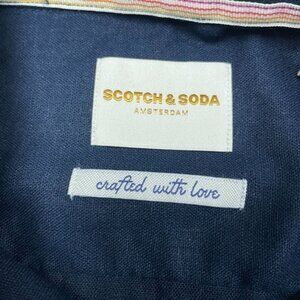 SCOTCH & SODA
AMSTERDAM
crafted with love